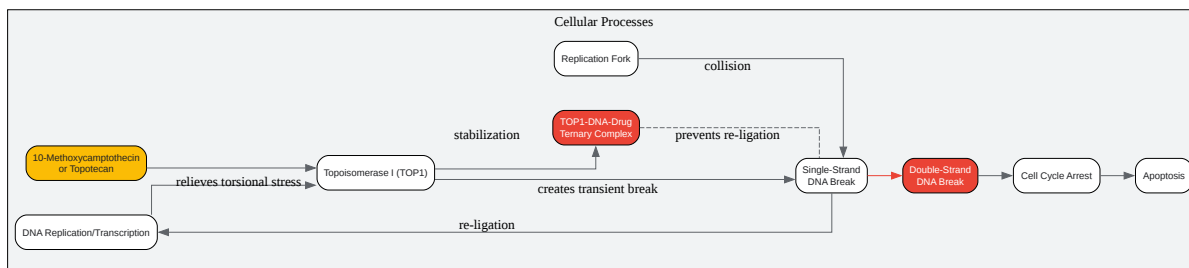 Cellular Processes
Replication Fork
collision
TOP1-DNA-Drug
Ternary Complex
stabilization
prevents re-ligation
10-Methoxycamptothecin
or Topotecan
Topoisomerase I (TOP1)
relieves torsional stress
creates transient break
Single-Strand
DNA Break
Double-Strand
DNA Break
Cell Cycle Arrest
Apoptosis
DNA Replication/Transcription
re-ligation